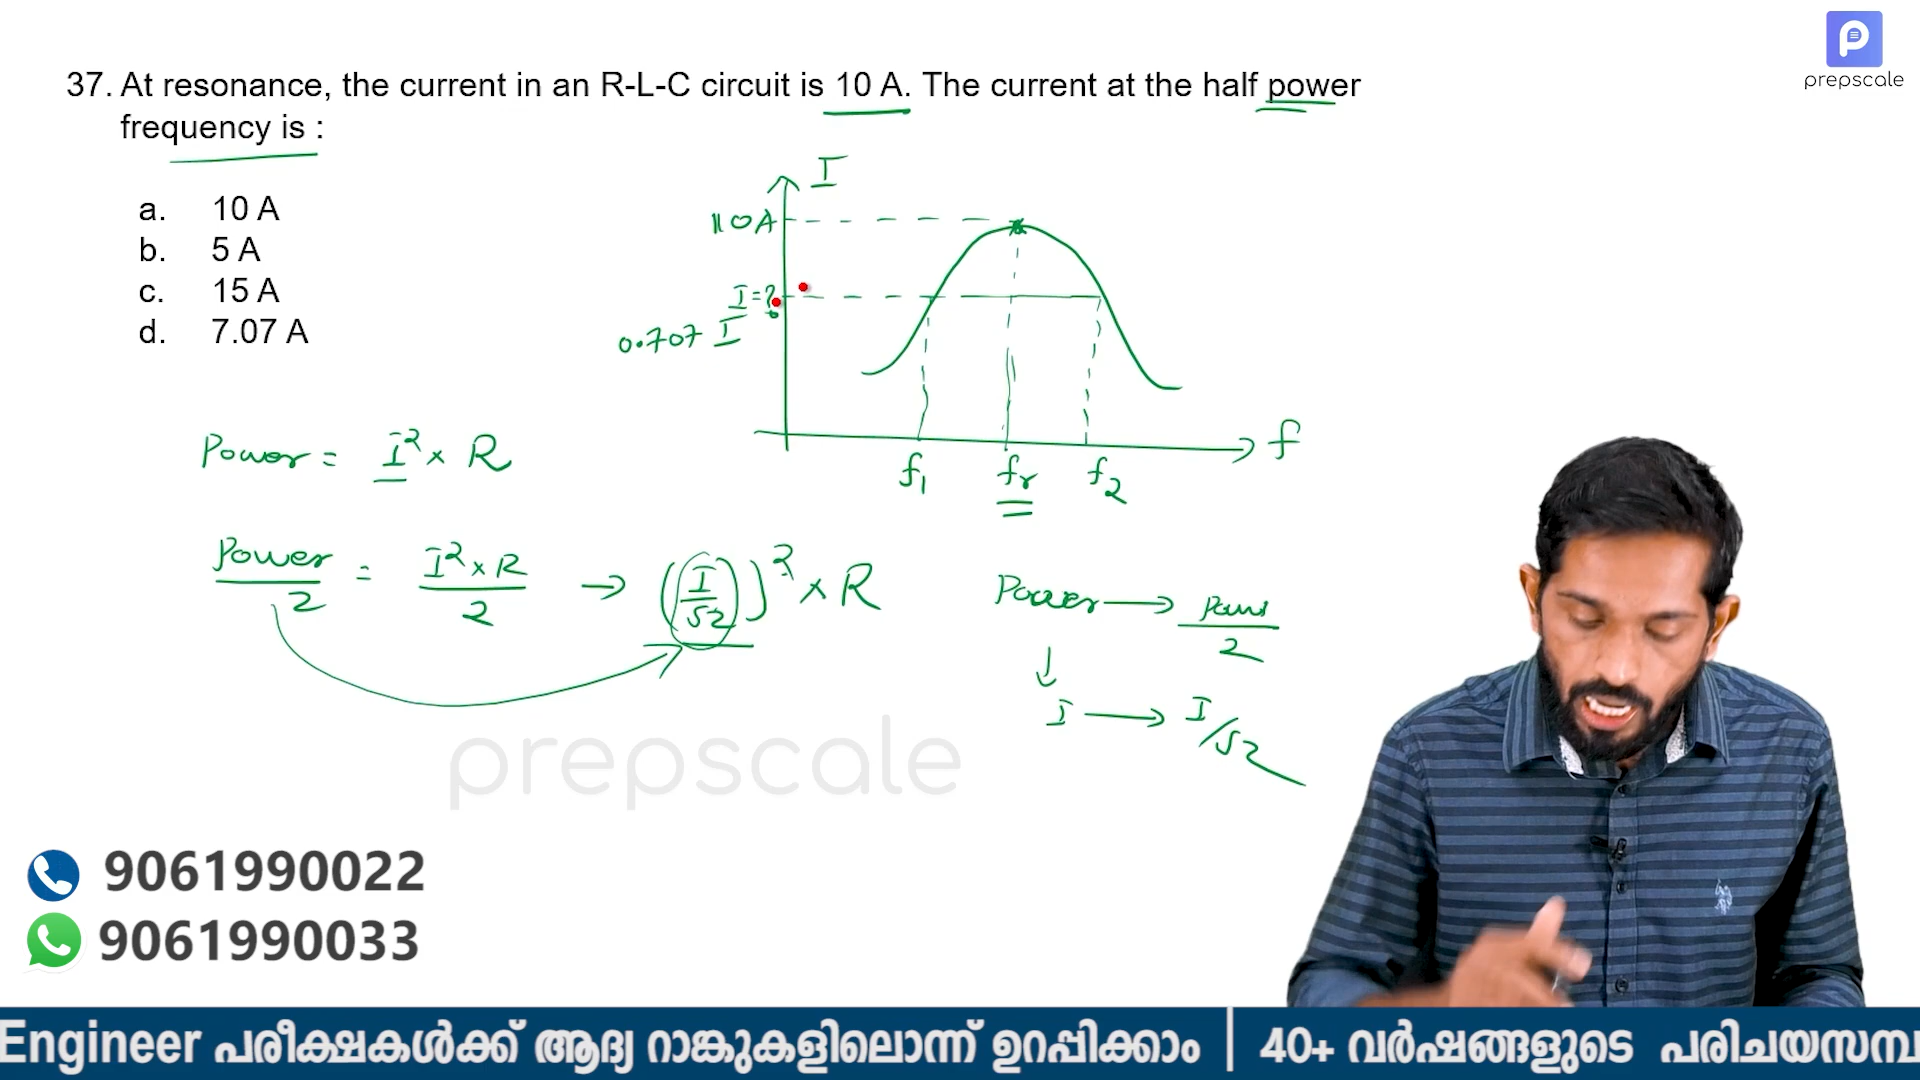 prepscale
37. At resonance, the current in an R-L-C circuit is 10 A. The current at the half power
frequency is :
a. 10 A
b. 5 A
c. 15 A
d. 7.07 A
I
10A
I=?
0.707 I
f
f1 fr f2
Power = I² × R
Power/2 = I² × R/2 → (I/√2)² × R
Power → Power/2
↓
I → I/√2
prepscale
9061990022
9061990033
Engineer പരീക്ഷകൾക്ക് ആദ്യ റാങ്കുകളിലൊന്ന് ഉറപ്പിക്കാം | 40+ വർഷങ്ങളുടെ പരിചയസമ്പ